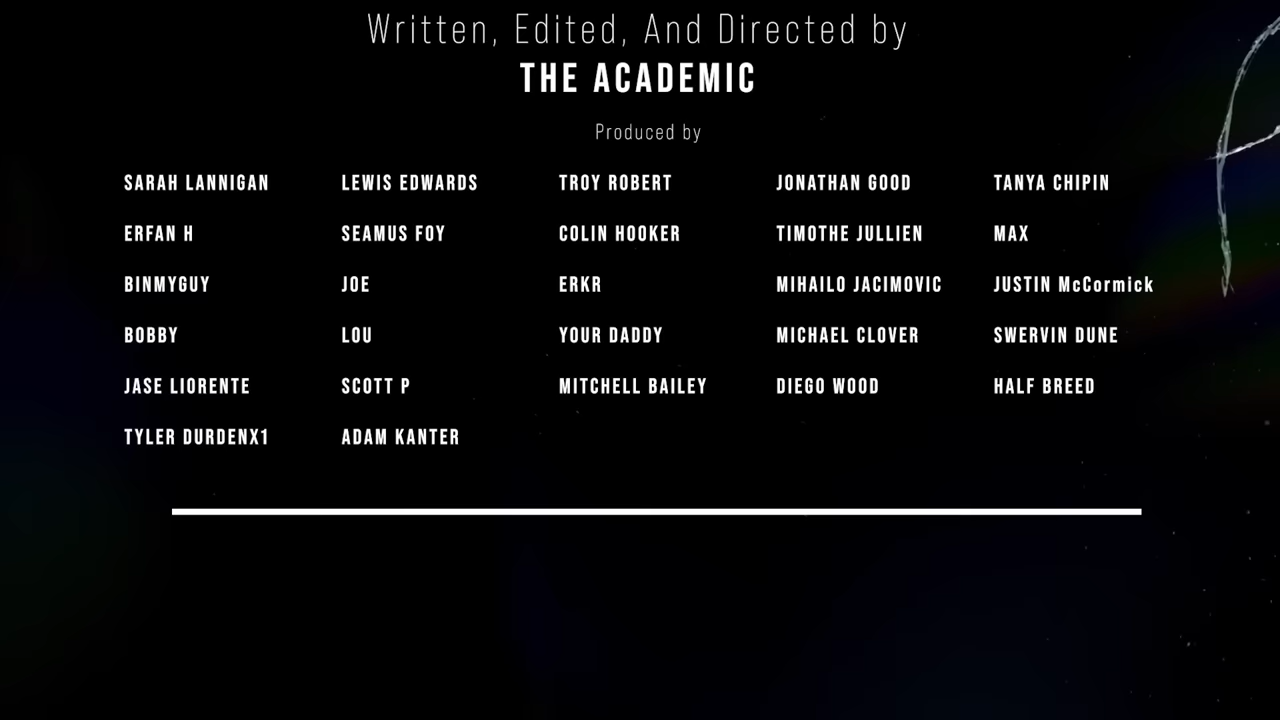 Written, Edited, And Directed by
THE ACADEMIC
Produced by
SARAH LANNIGAN LEWIS EDWARDS TROY ROBERT JONATHAN GOOD TANYA CHIPIN
ERFAN H SEAMUS FOY COLIN HOOKER TIMOTHE JULLIEN MAX
BINMYGUY JOE ERKR MIHAILO JACIMOVIC JUSTIN McCormick
BOBBY LOU YOUR DADDY MICHAEL CLOVER SWERVIN DUNE
JASE LIORENTE SCOTT P MITCHELL BAILEY DIEGO WOOD HALF BREED
TYLER DURDENX1 ADAM KANTER